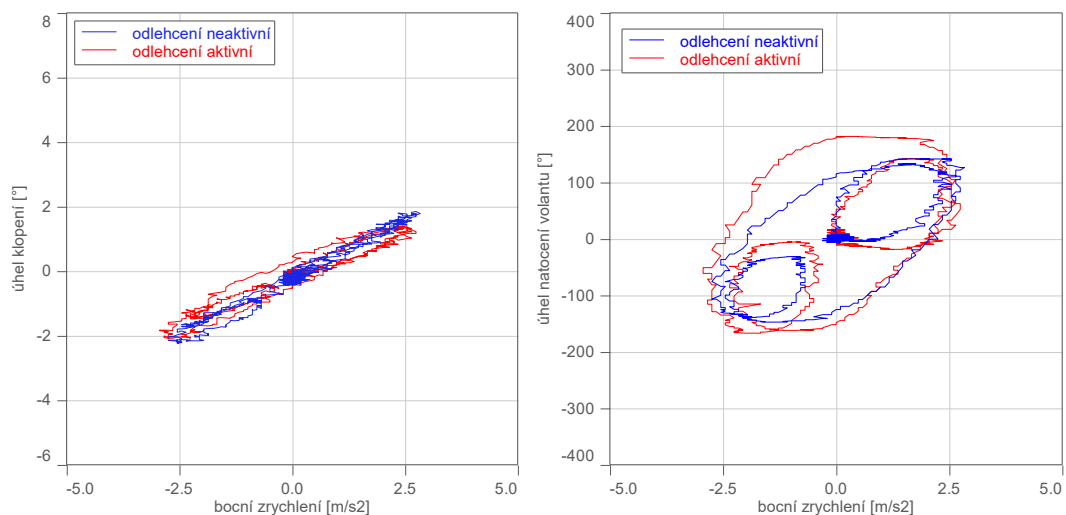 8
6
4
2
0
-2
-4
-6
úhel klopení [°]
odlehcení neaktivní
odlehcení aktivní
-5.0 -2.5 0.0 2.5 5.0
bocní zrychlení [m/s2]
400
300
200
100
0
-100
-200
-300
-400
úhel natocení volantu [°]
odlehcení neaktivní
odlehcení aktivní
-5.0 -2.5 0.0 2.5 5.0
bocní zrychlení [m/s2]